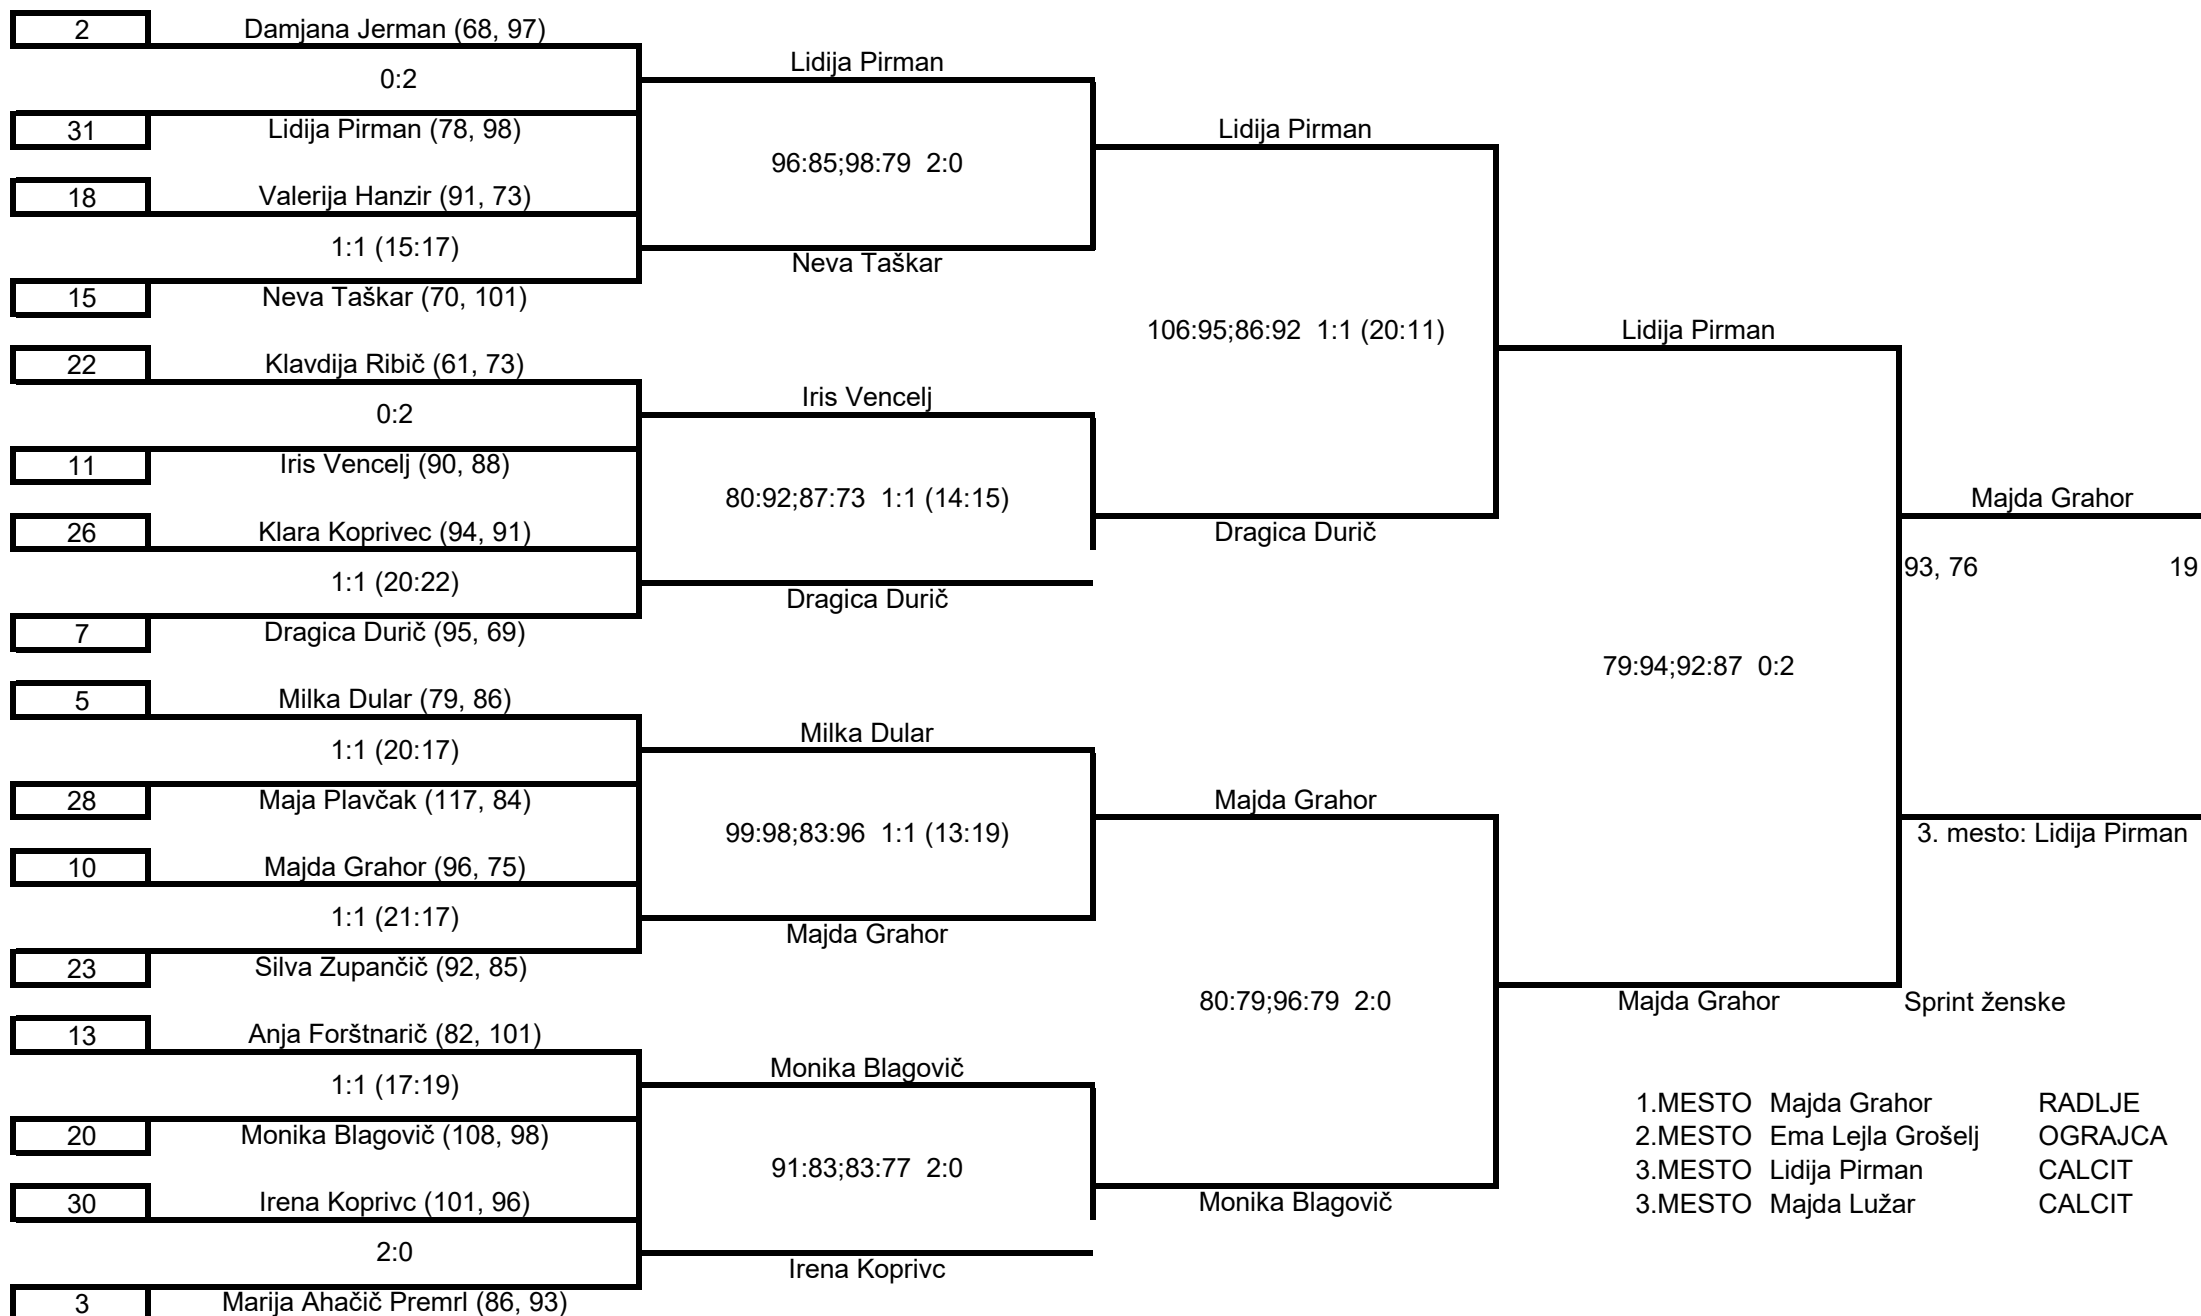 2 Damjana Jerman (68, 97)
Lidija Pirman
0:2
31 Lidija Pirman (78, 98)
Lidija Pirman
96:85;98:79 2:0
18 Valerija Hanzir (91, 73)
1:1 (15:17)
Neva Taškar
15 Neva Taškar (70, 101)
106:95;86:92 1:1 (20:11)
Lidija Pirman
22 Klavdija Ribič (61, 73)
Iris Vencelj
0:2
11 Iris Vencelj (90, 88)
80:92;87:73 1:1 (14:15)
Majda Grahor
26 Klara Koprivec (94, 91)
Dragica Durič
93, 76 19
1:1 (20:22)
Dragica Durič
7 Dragica Durič (95, 69)
79:94;92:87 0:2
5 Milka Dular (79, 86)
Milka Dular
1:1 (20:17)
28 Maja Plavčak (117, 84)
Majda Grahor
99:98;83:96 1:1 (13:19)
3. mesto: Lidija Pirman
10 Majda Grahor (96, 75)
1:1 (21:17)
Majda Grahor
23 Silva Zupančič (92, 85)
80:79;96:79 2:0
Majda Grahor
Sprint ženske
13 Anja Forštnarič (82, 101)
Monika Blagovič
1:1 (17:19)
1.MESTO Majda Grahor RADLJE
20 Monika Blagovič (108, 98)
2.MESTO Ema Lejla Grošelj OGRAJCA
91:83;83:77 2:0
3.MESTO Lidija Pirman CALCIT
30 Irena Koprivc (101, 96)
Monika Blagovič
3.MESTO Majda Lužar CALCIT
2:0
Irena Koprivc
3 Marija Ahačič Premrl (86, 93)